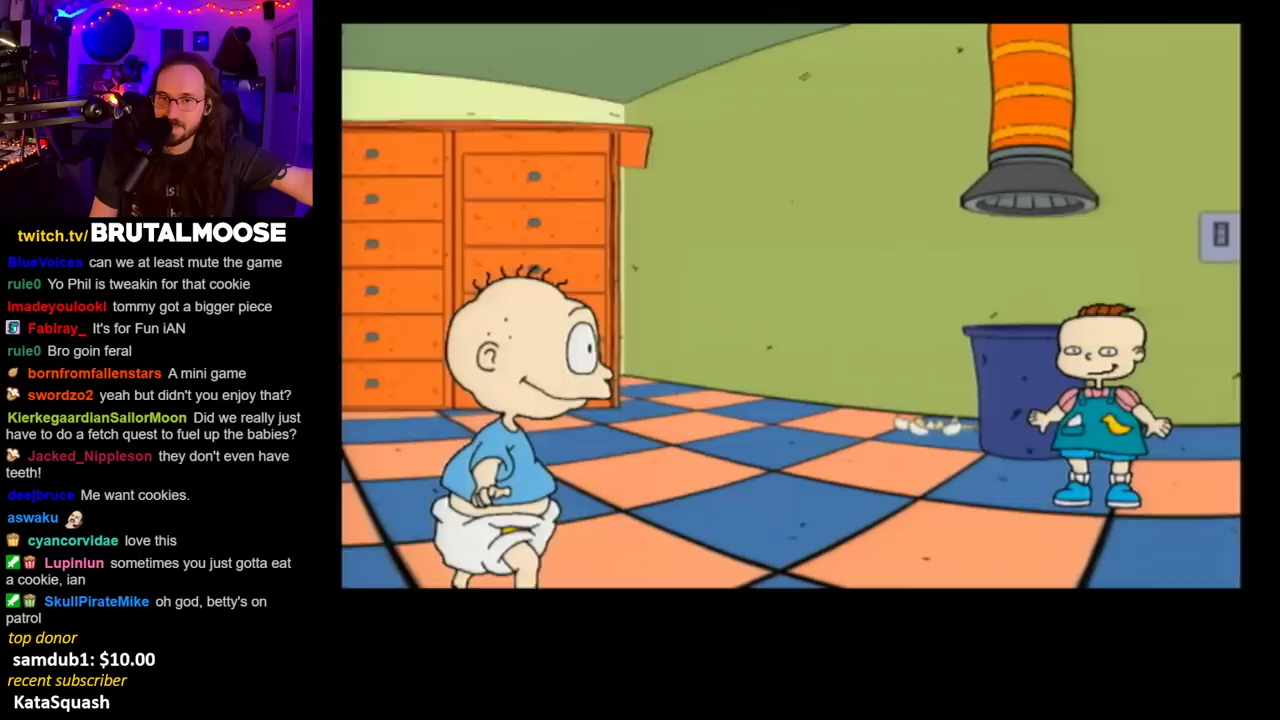 twitch.tv/BRUTALMOOSE
BlueVoices can we at least mute the game
ruie0 Yo Phil is tweakin for that cookie
Imadeyoulookl tommy got a bigger piece
Fablray_ It's for Fun iAN
ruie0 Bro goin feral
bornfromfallenstars A mini game
swordzo2 yeah but didn't you enjoy that?
KierkegaardianSailorMoon Did we really just
have to do a fetch quest to fuel up the babies?
Jacked_Nippleson they don't even have
teeth!
deejbruce Me want cookies.
aswaku
cyancorvidae love this
Lupiniun sometimes you just gotta eat
a cookie, ian
SkullPirateMike oh god, betty's on
patrol
top donor
samdub1: $10.00
recent subscriber
KataSquash